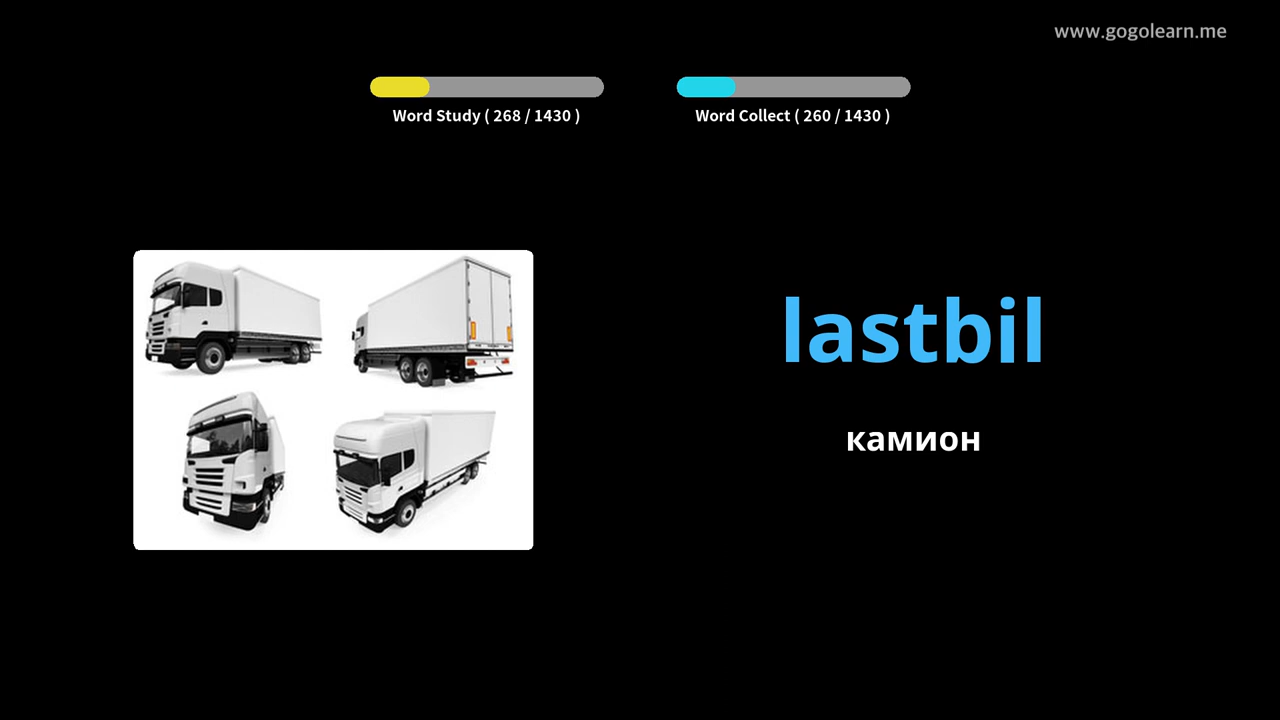 www.gogolearn.me
Word Study ( 268 / 1430 )
Word Collect ( 260 / 1430 )
lastbil
камион